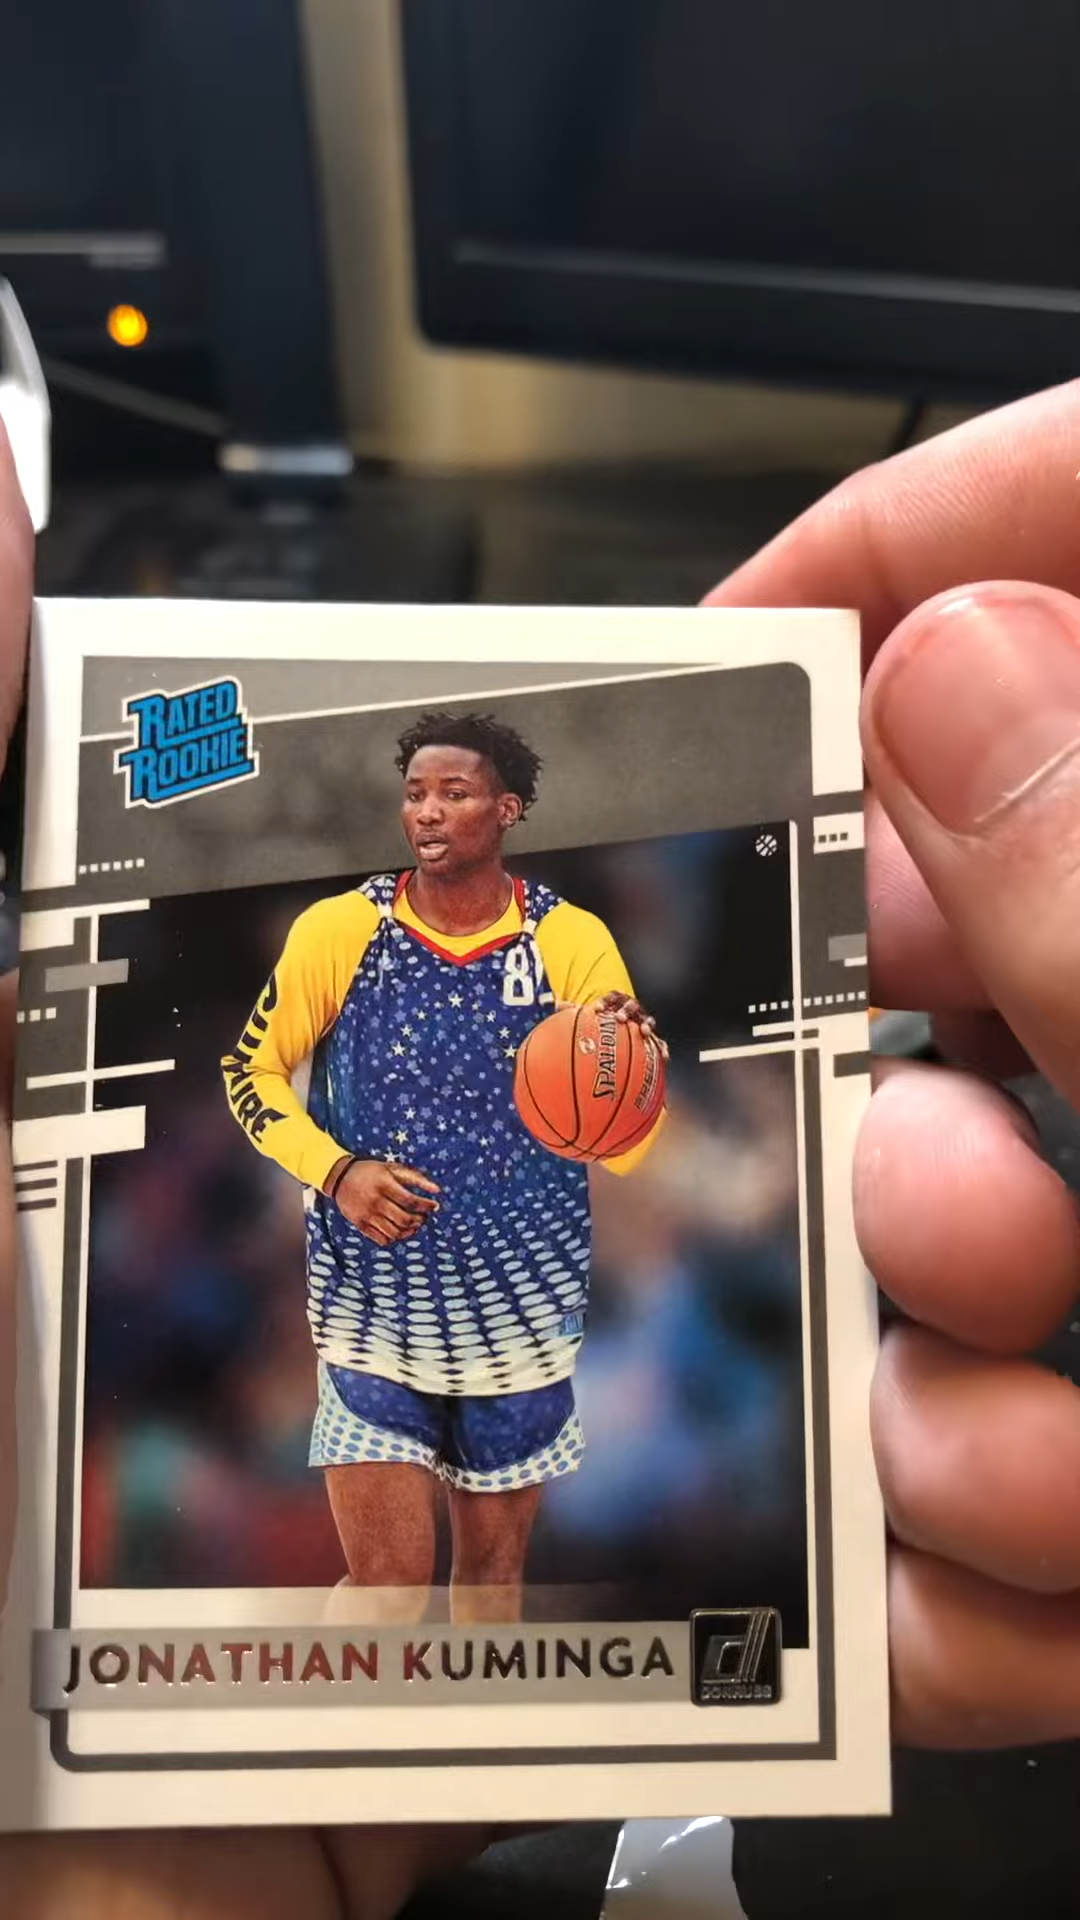 RATED
ROOKIE
8
SPALDING
JONATHAN KUMINGA
DONRUSS